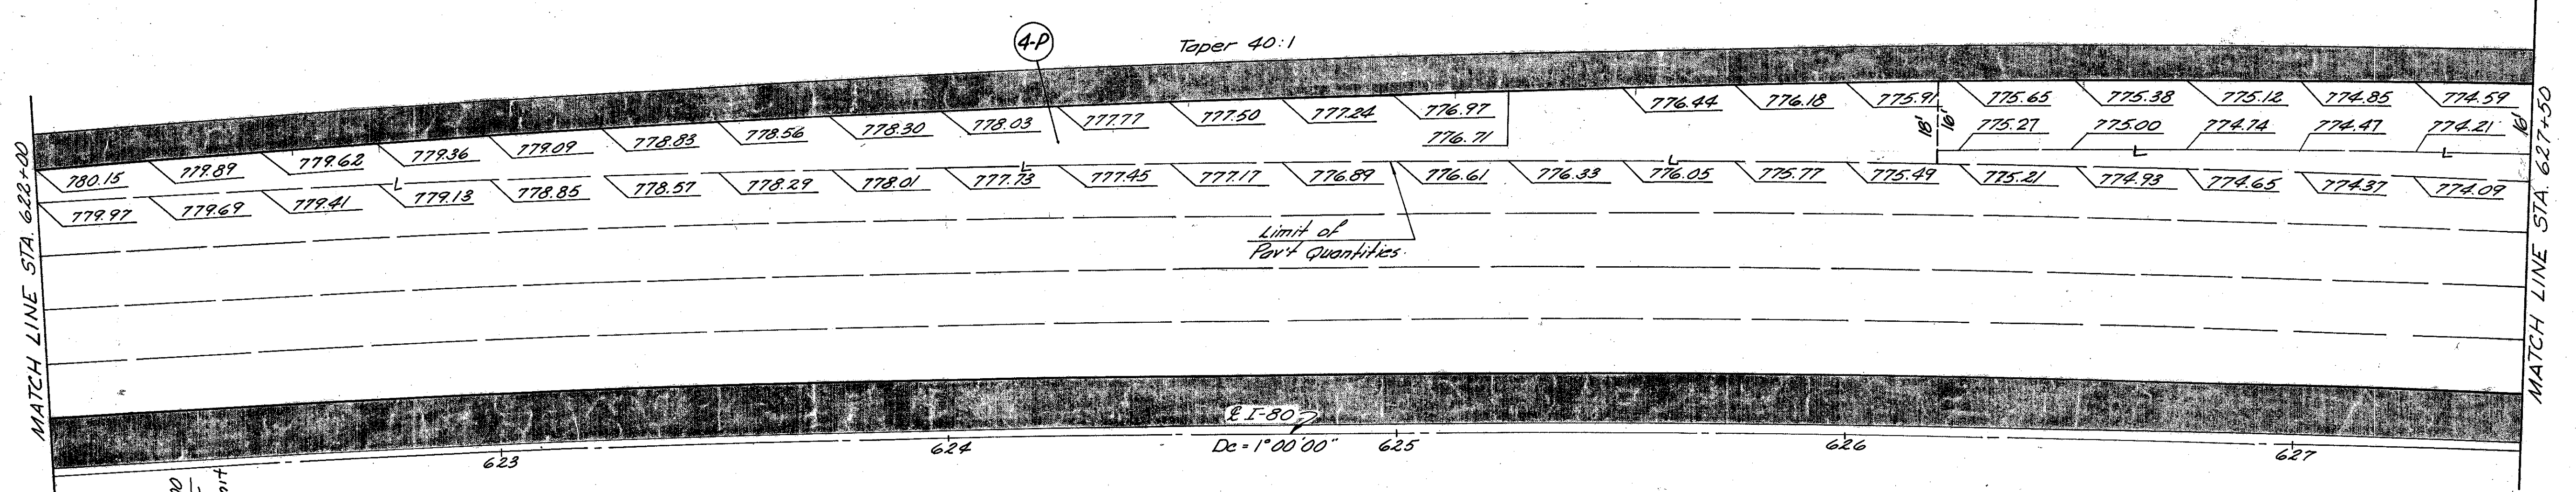 4-P
Taper 40:1
780.15 779.89 779.62 779.36 779.09 778.83 778.56 778.30 778.03 777.77 777.50 777.24 776.97 776.44 776.18 775.91 775.65 775.38 775.12 774.85 774.59
776.71
18' 16' 775.27 775.00 774.74 774.47 774.21 16'
L L L L L
779.97 779.69 779.41 779.13 778.85 778.57 778.29 778.01 777.73 777.45 777.17 776.89 776.61 776.33 776.05 775.77 775.49 775.21 774.93 774.65 774.37 774.09
Limit of
Pav't Quantities.
MATCH LINE STA. 622+00
MATCH LINE STA. 627+50
℄ I-80
Dc = 1°00'00"
623 624 625 626 627